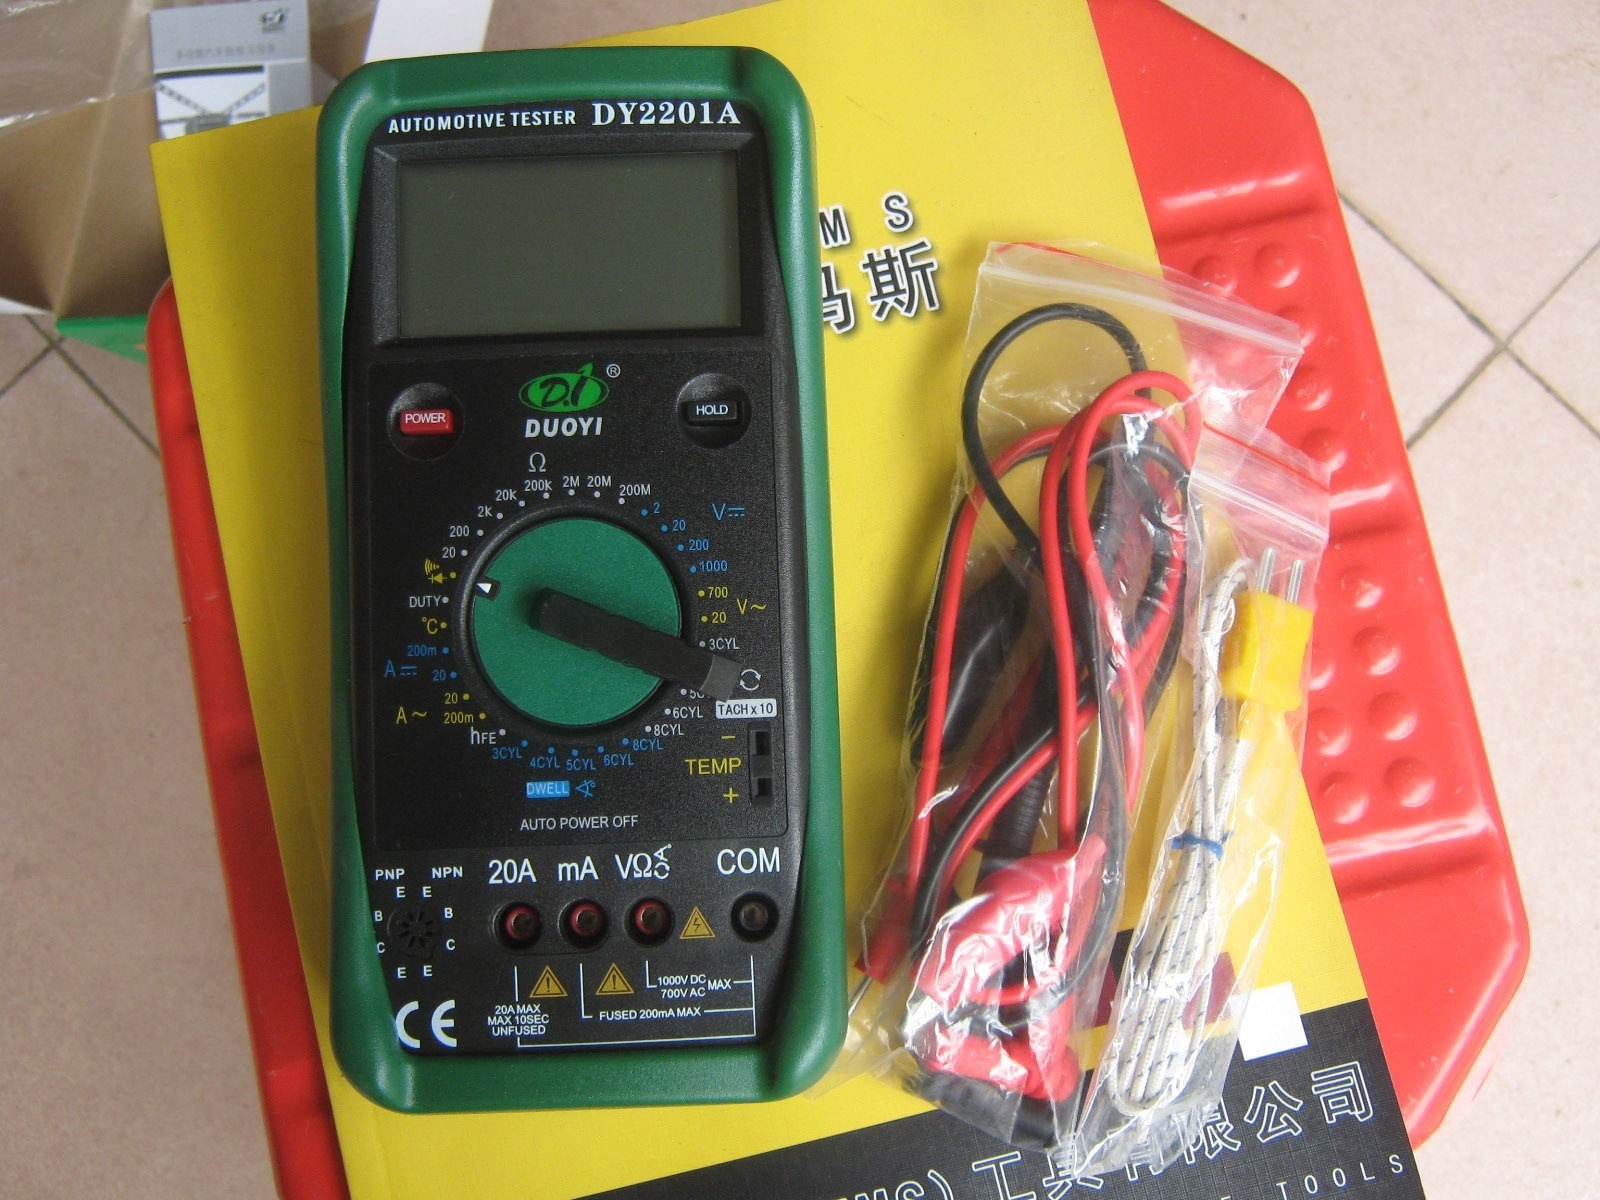 AUTOMOTIVE TESTER DY2201A
M S
斯
D.Y ®
DUOYI
POWER
HOLD
Ω
20 200 2K 20k 200k 2M 20M 200M
2 20 200 1000 V
700 20 V~
3CYL
6CYL
8CYL
TACH x 10
DUTY
°C
A 200m 20
A~ 20 200m
hFE
3CYL 4CYL 5CYL 6CYL 8CYL
DWELL
−
TEMP
+
AUTO POWER OFF
PNP NPN
E E
B B
C C
E E
20A mA VΩ COM
1000V DC
700V AC MAX
20A MAX
MAX 10SEC
UNFUSED
FUSED 200mA MAX
CE
工具有限公司
TOOLS